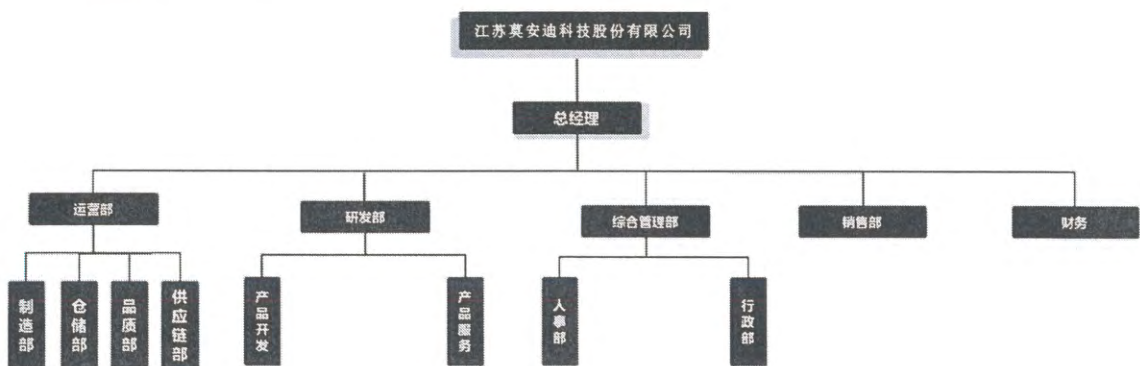 江苏莫安迪科技股份有限公司
总经理
运营部
研发部
综合管理部
销售部
财务
制造部
仓储部
品质部
供应链部
产品开发
产品服务
人事部
行政部